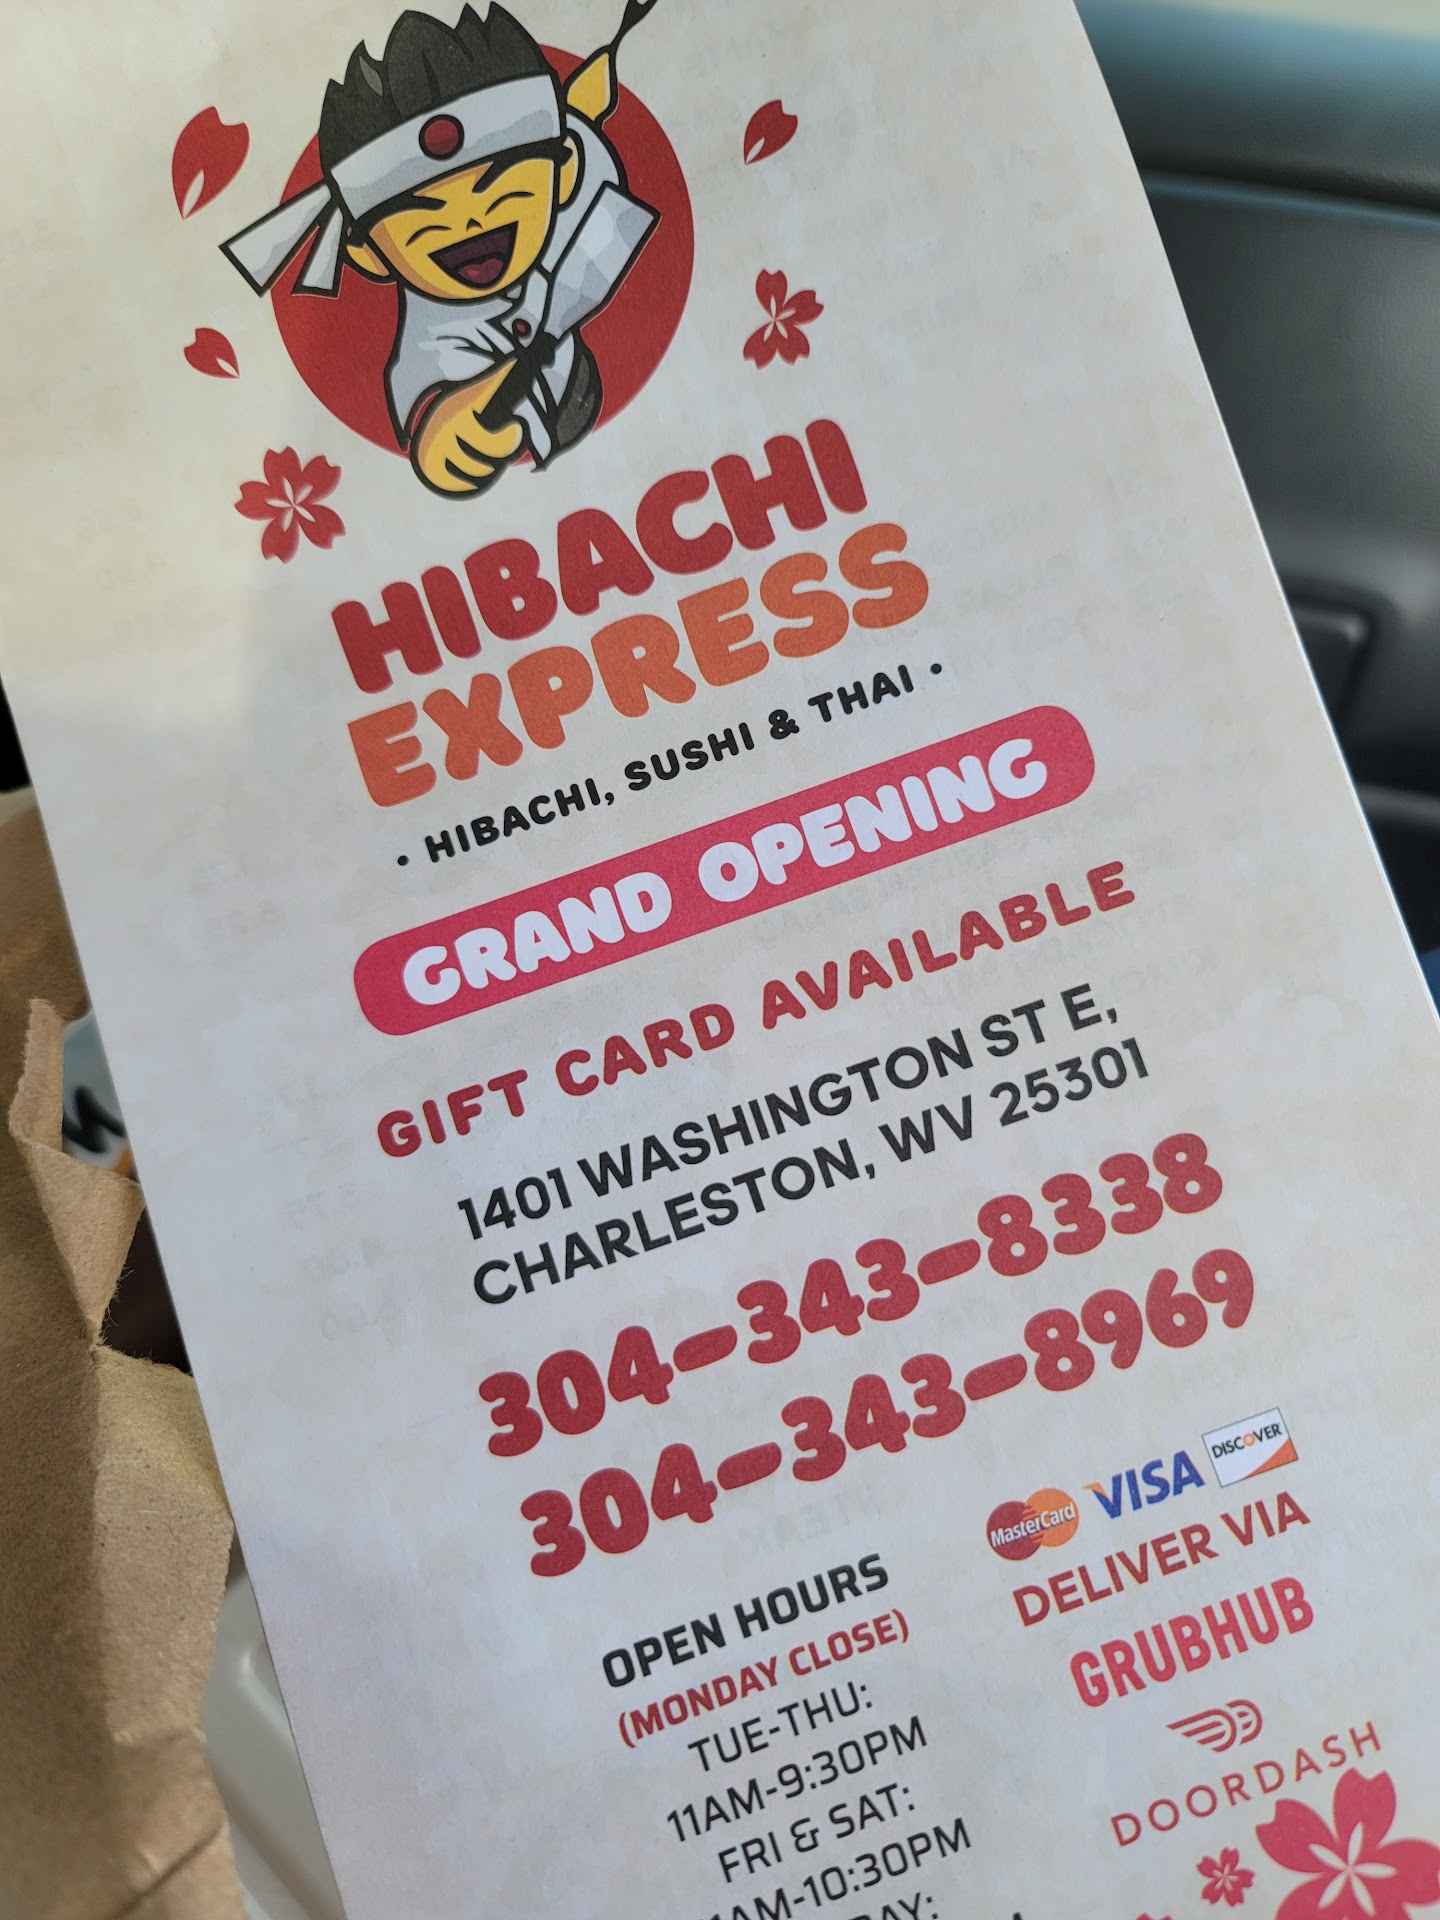 HIBACHI
EXPRESS
• HIBACHI, SUSHI & THAI •
GRAND OPENING
GIFT CARD AVAILABLE
1401 WASHINGTON ST E,
CHARLESTON, WV 25301
304-343-8338
304-343-8969
MasterCard VISA DISCOVER
DELIVER VIA
GRUBHUB
DOORDASH
OPEN HOURS
(MONDAY CLOSE)
TUE-THU:
11AM-9:30PM
FRI & SAT:
AM-10:30PM